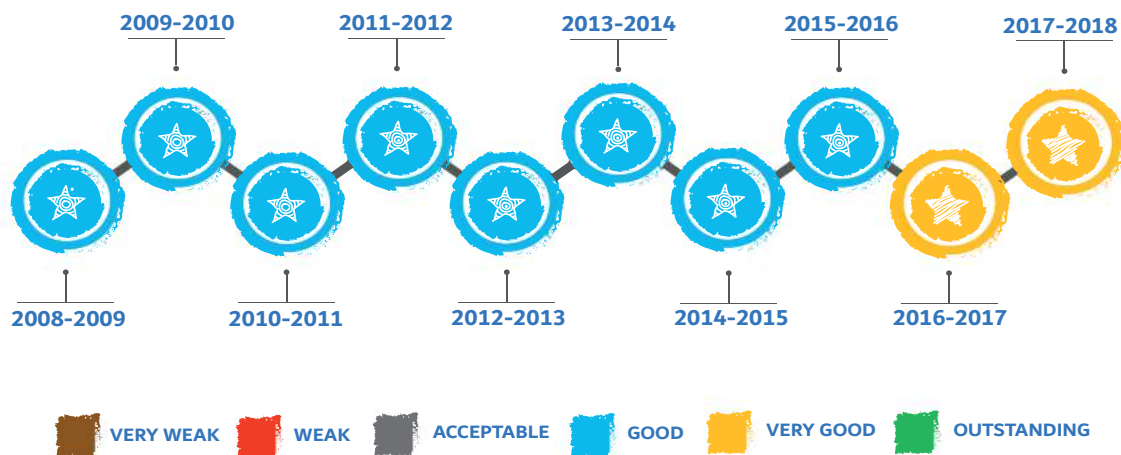 2009-2010
2011-2012
2013-2014
2015-2016
2017-2018
2008-2009
2010-2011
2012-2013
2014-2015
2016-2017
VERY WEAK
WEAK
ACCEPTABLE
GOOD
VERY GOOD
OUTSTANDING